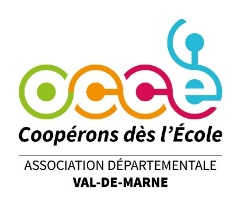 occe
Coopérons dès l'École
ASSOCIATION DÉPARTEMENTALE
VAL-DE-MARNE